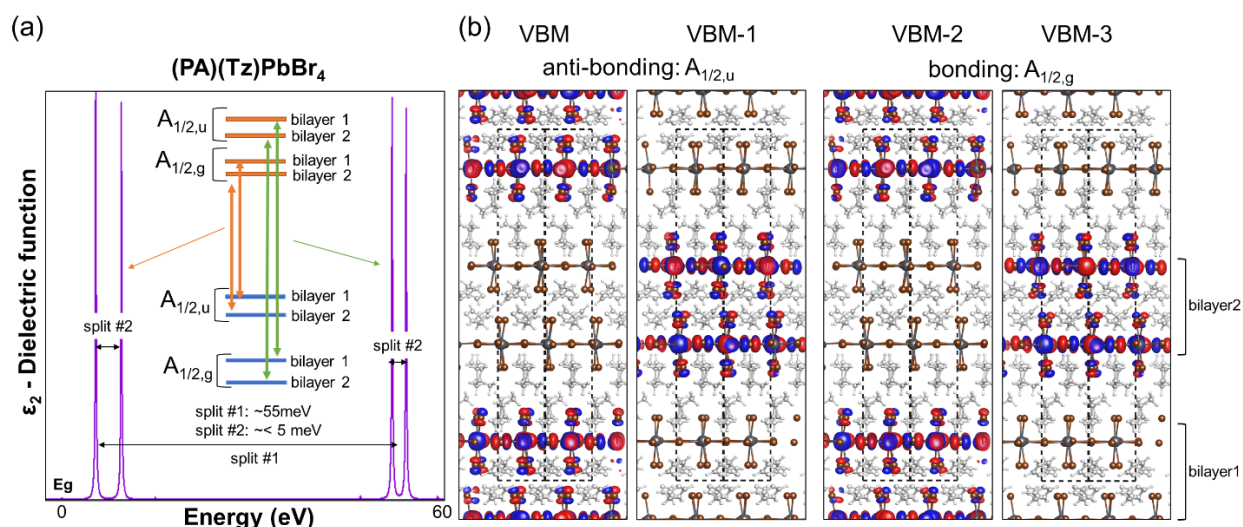 (a)
(PA)(Tz)PbBr4
ε2 - Dielectric function
A1/2,u
bilayer 1
bilayer 2
A1/2,g
bilayer 1
bilayer 2
A1/2,u
bilayer 1
bilayer 2
A1/2,g
bilayer 1
bilayer 2
split #2
split #2
split #1: ~55meV
split #2: ~< 5 meV
split #1
Eg
0
60
Energy (eV)
(b)
VBM
VBM-1
VBM-2
VBM-3
anti-bonding: A1/2,u
bonding: A1/2,g
bilayer2
bilayer1